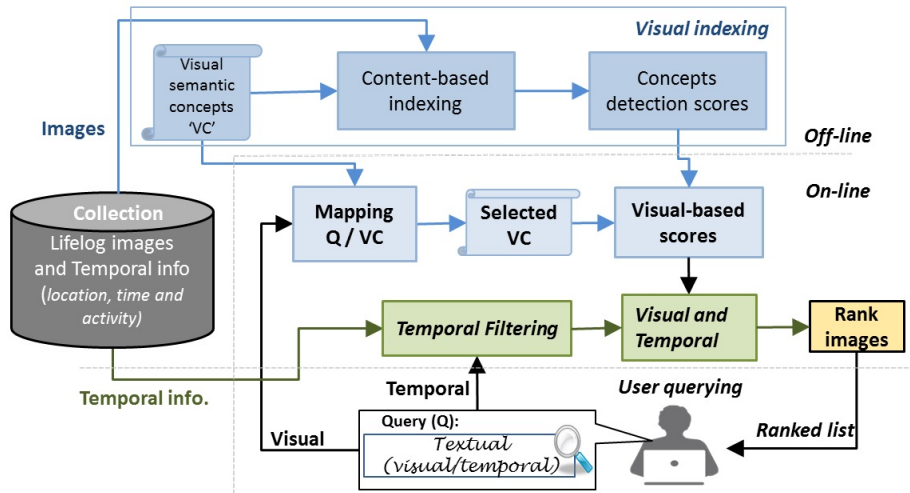 Visual indexing
Visual
semantic
concepts
‘VC’
Content-based
indexing
Concepts
detection scores
Images
Off-line
On-line
Collection
Lifelog images
and Temporal info
(location, time and
activity)
Mapping
Q / VC
Selected
VC
Visual-based
scores
Temporal Filtering
Visual and
Temporal
Rank
images
Temporal info.
Temporal
User querying
Visual
Query (Q):
Textual
(visual/temporal)
Ranked list